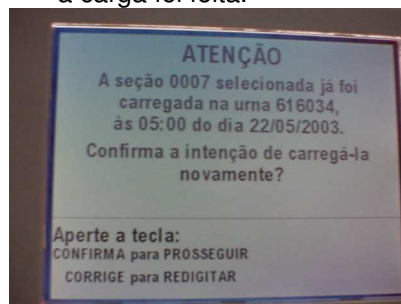 a carga foi feita.
ATENÇÃO
A seção 0007 selecionada já foi
carregada na urna 616034,
às 05:00 do dia 22/05/2003.
Confirma a intenção de carregá-la
novamente?
Aperte a tecla:
CONFIRMA para PROSSEGUIR
CORRIGE para REDIGITAR